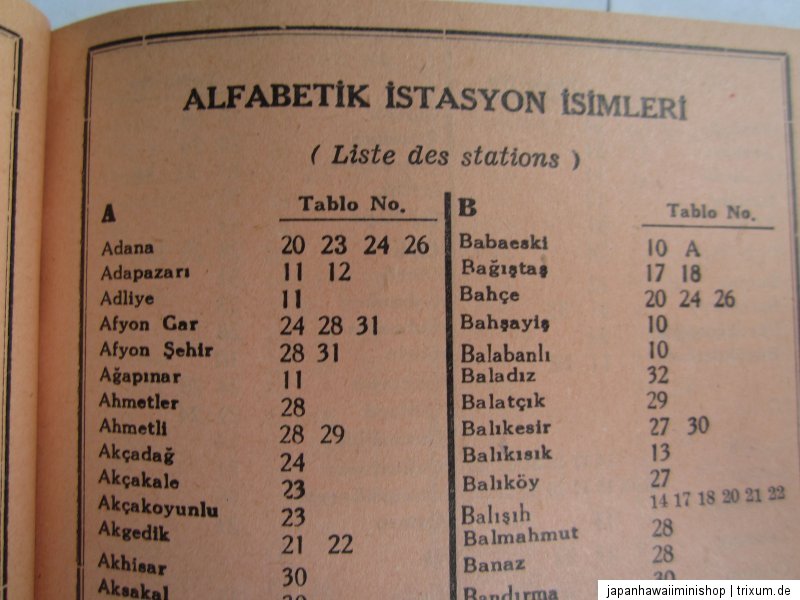 ALFABETİK İSTASYON İSİMLERİ
( Liste des stations )
A Tablo No.
Adana 20 23 24 26
Adapazarı 11 12
Adliye 11
Afyon Gar 24 28 31
Afyon Şehir 28 31
Ağapınar 11
Ahmetler 28
Ahmetli 28 29
Akçadağ 24
Akçakale 23
Akçakoyunlu 23
Akgedik 21 22
Akhisar 30
Aksakal 30
B Tablo No.
Babaeski 10 A
Bağıştaş 17 18
Bahçe 20 24 26
Bahşayiş 10
Balabanlı 10
Baladız 32
Balatçık 29
Balıkesir 27 30
Balıkısık 13
Balıköy 27
Balışıh 14 17 18 20 21 22
Balmahmut 28
Banaz 28
Bandırma 30
japanhawaiiminishop | trixum.de